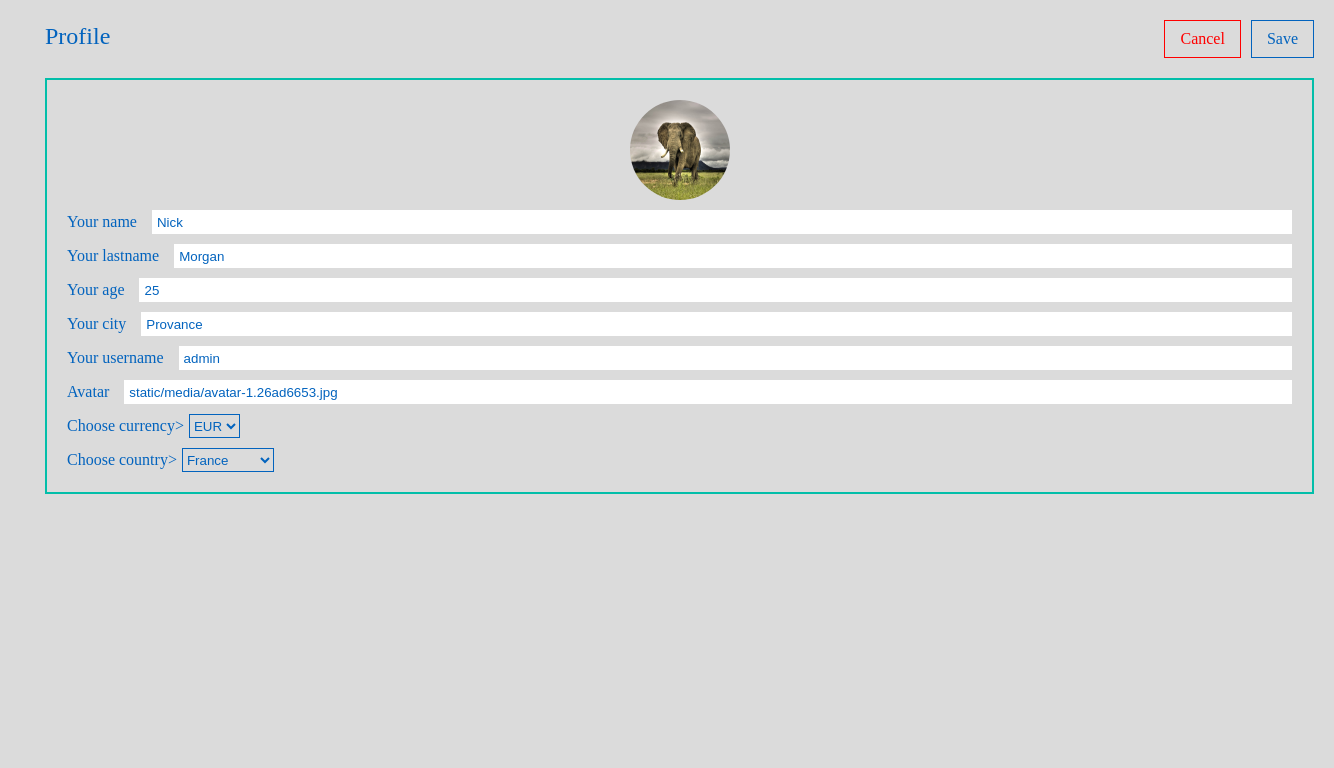 Profile
Cancel Save
Your name Nick
Your lastname Morgan
Your age 25
Your city Provance
Your username admin
Avatar static/media/avatar-1.26ad6653.jpg
Choose currency> EUR
Choose country> France